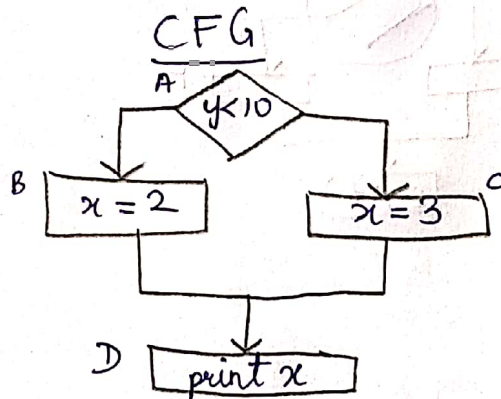 CFG
A
y<10
B
x = 2
x = 3
C
D
print x